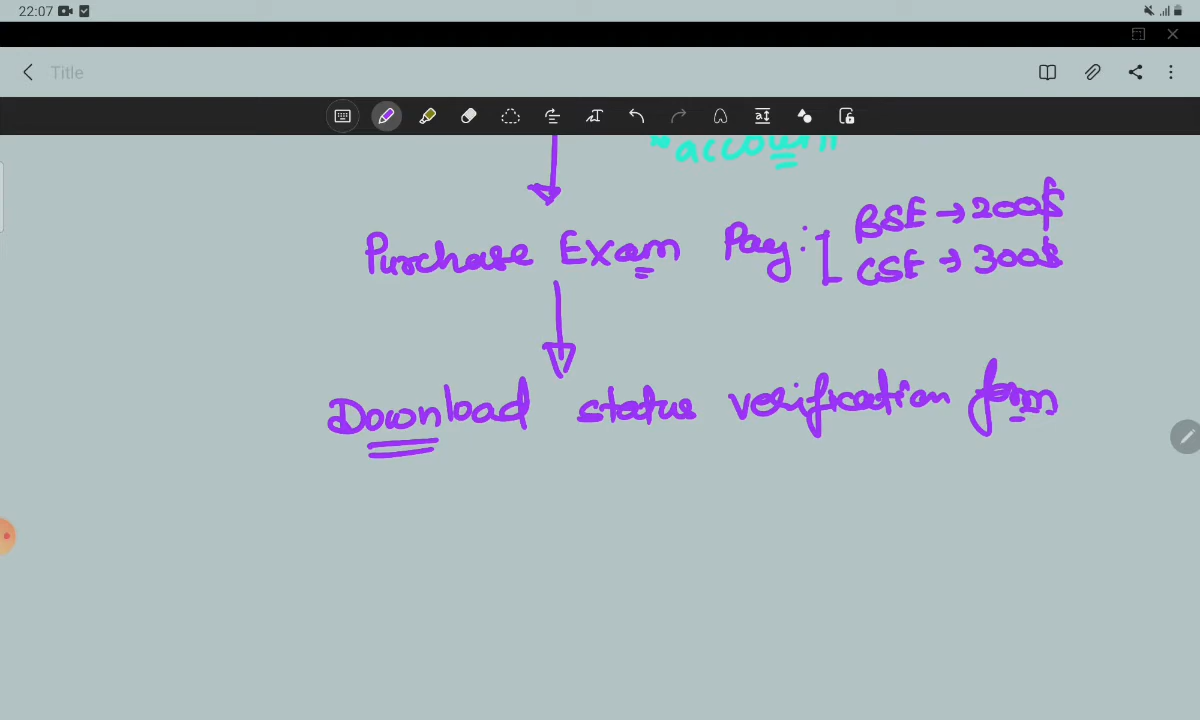 22:07
Title
account
Purchase Exam Pay: BSE → 200$
CSE → 300$
Download status verification form